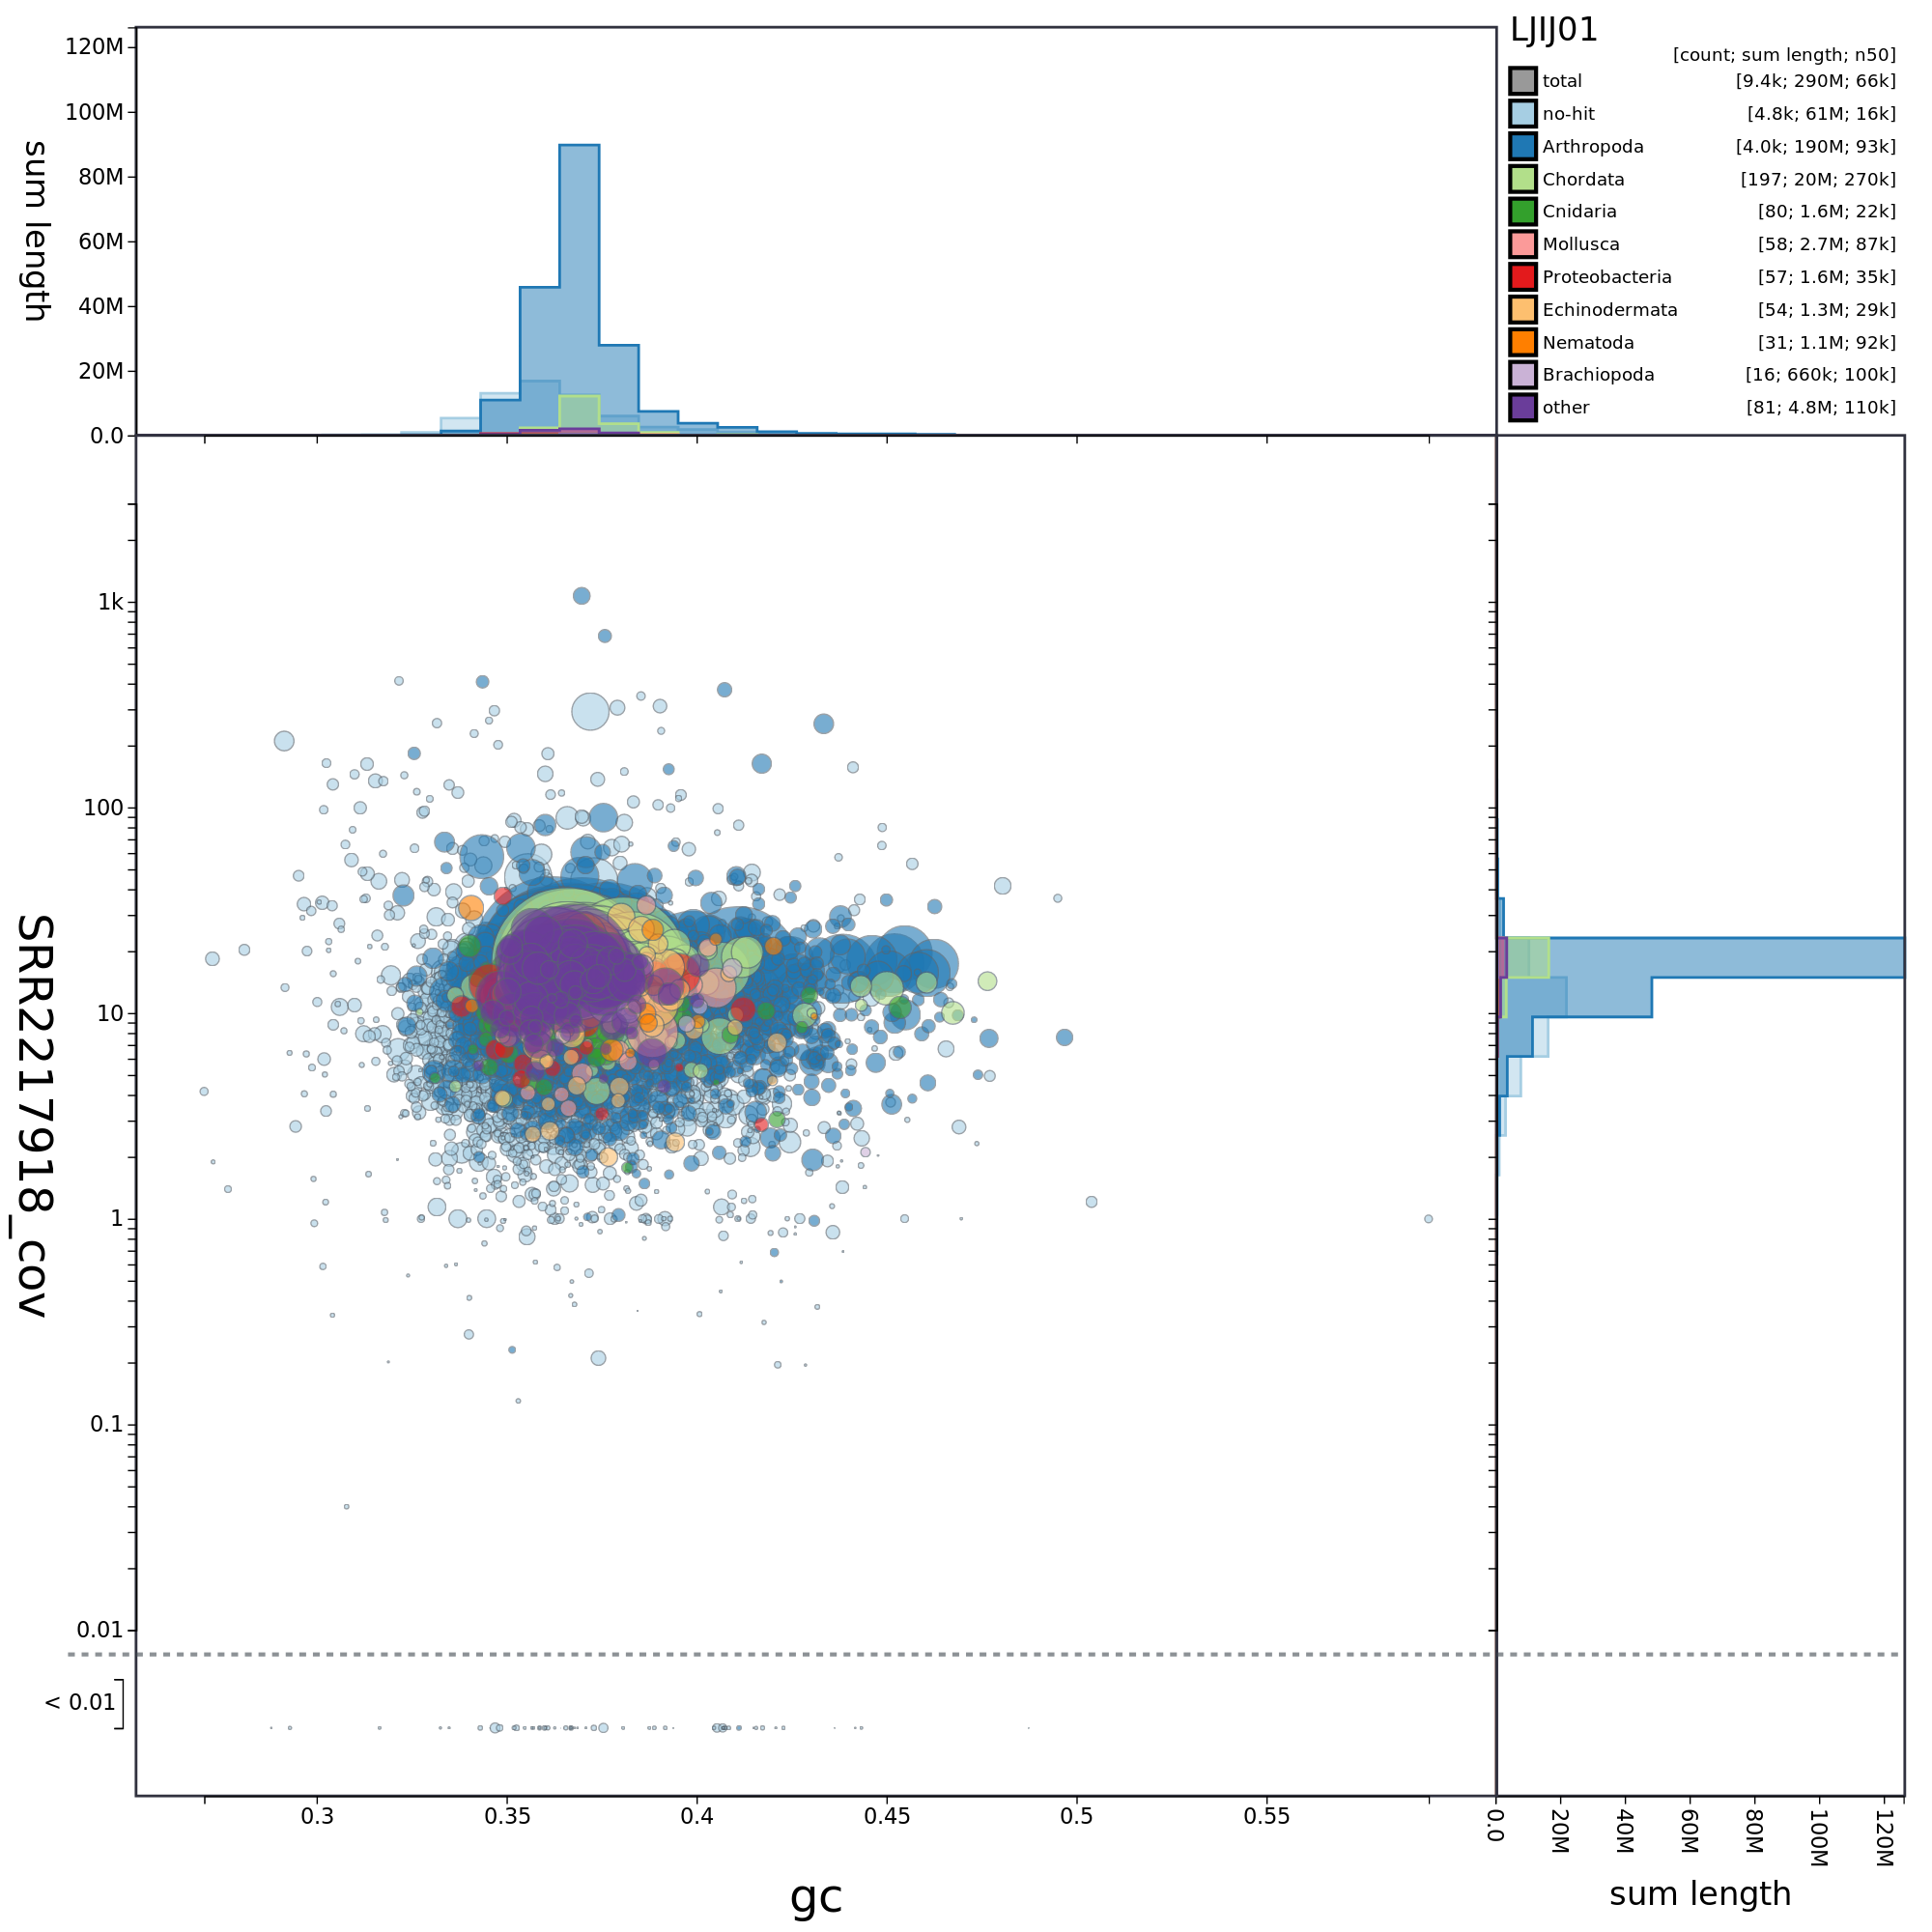 LJIJ01
[count; sum length; n50]
total [9.4k; 290M; 66k]
no-hit [4.8k; 61M; 16k]
Arthropoda [4.0k; 190M; 93k]
Chordata [197; 20M; 270k]
Cnidaria [80; 1.6M; 22k]
Mollusca [58; 2.7M; 87k]
Proteobacteria [57; 1.6M; 35k]
Echinodermata [54; 1.3M; 29k]
Nematoda [31; 1.1M; 92k]
Brachiopoda [16; 660k; 100k]
other [81; 4.8M; 110k]
sum length
120M
100M
80M
60M
40M
20M
0.0
SRR2217918_cov
1k
100
10
1
0.1
0.01
< 0.01
0.3 0.35 0.4 0.45 0.5 0.55
gc
0.0 20M 40M 60M 80M 100M 120M
sum length